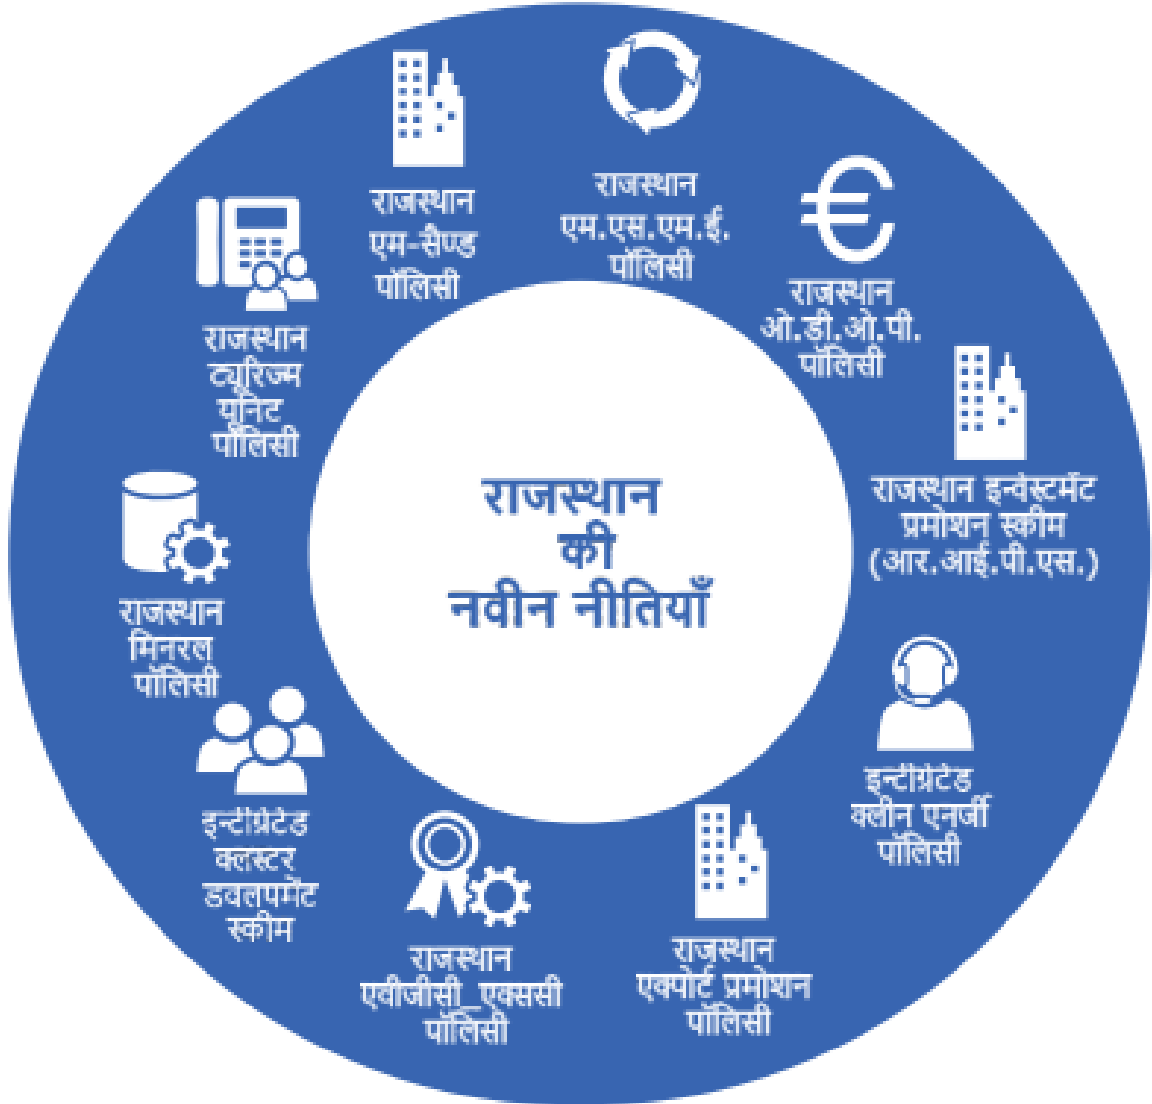 राजस्थान
की
नवीन नीतियाँ
राजस्थान
एम.एस.एम.ई.
पॉलिसी
राजस्थान
ओ.डी.ओ.पी.
पॉलिसी
राजस्थान इन्वेस्टमेंट
प्रमोशन स्कीम
(आर.आई.पी.एस.)
इन्टीग्रेटेड
क्लीन एनर्जी
पॉलिसी
राजस्थान
एक्पोर्ट प्रमोशन
पॉलिसी
राजस्थान
एवीजीसी_एक्ससी
पॉलिसी
इन्टीग्रेटेड
क्लस्टर
डवलपमेंट
स्कीम
राजस्थान
मिनरल
पॉलिसी
राजस्थान
ट्यूरिज्म
यूनिट
पॉलिसी
राजस्थान
एम-सैण्ड
पॉलिसी